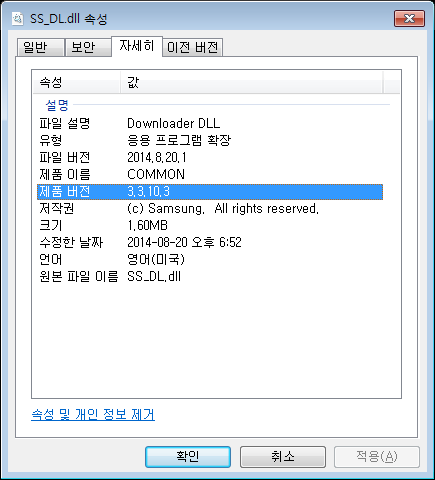 SS_DL.dll 속성
일반 보안 자세히 이전 버전
속성 값
설명
파일 설명 Downloader DLL
유형 응용 프로그램 확장
파일 버전 2014.8.20.1
제품 이름 COMMON
제품 버전 3.3.10.3
저작권 (c) Samsung. All rights reserved.
크기 1.60MB
수정한 날짜 2014-08-20 오후 6:52
언어 영어(미국)
원본 파일 이름 SS_DL.dll
속성 및 개인 정보 제거
확인 취소 적용(A)